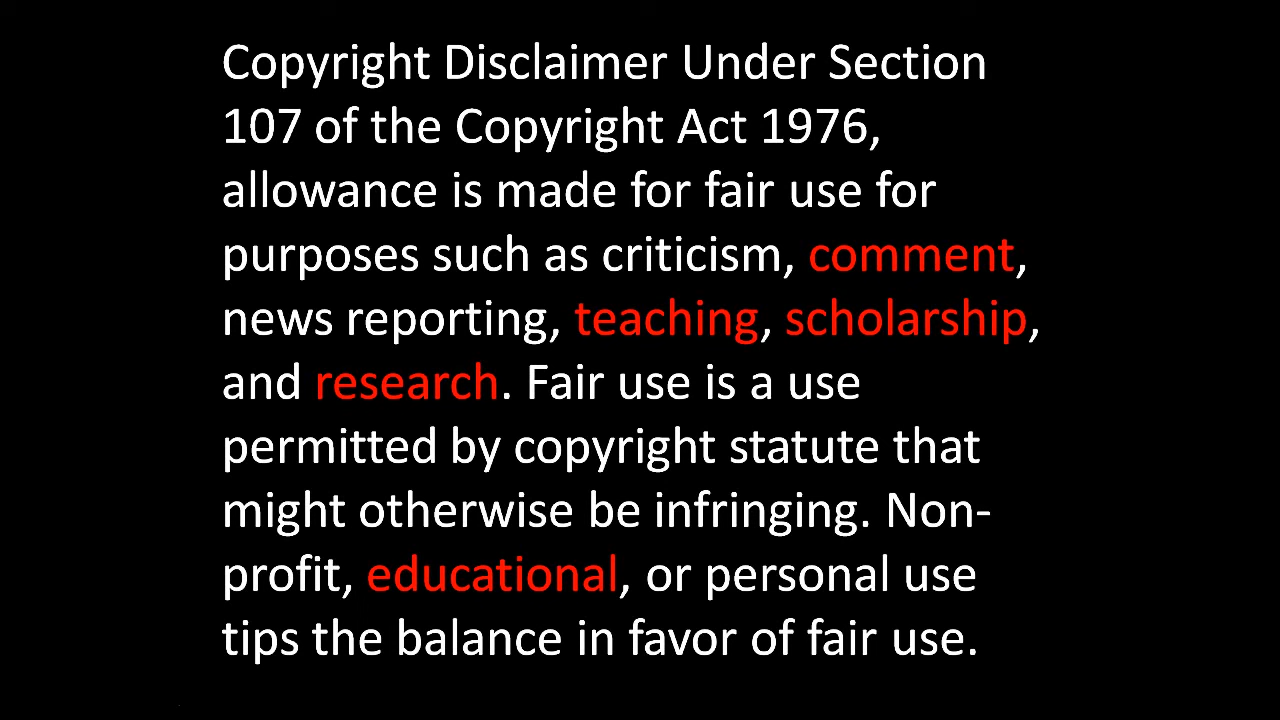 Copyright Disclaimer Under Section
107 of the Copyright Act 1976,
allowance is made for fair use for
purposes such as criticism, comment,
news reporting, teaching, scholarship,
and research. Fair use is a use
permitted by copyright statute that
might otherwise be infringing. Non-
profit, educational, or personal use
tips the balance in favor of fair use.